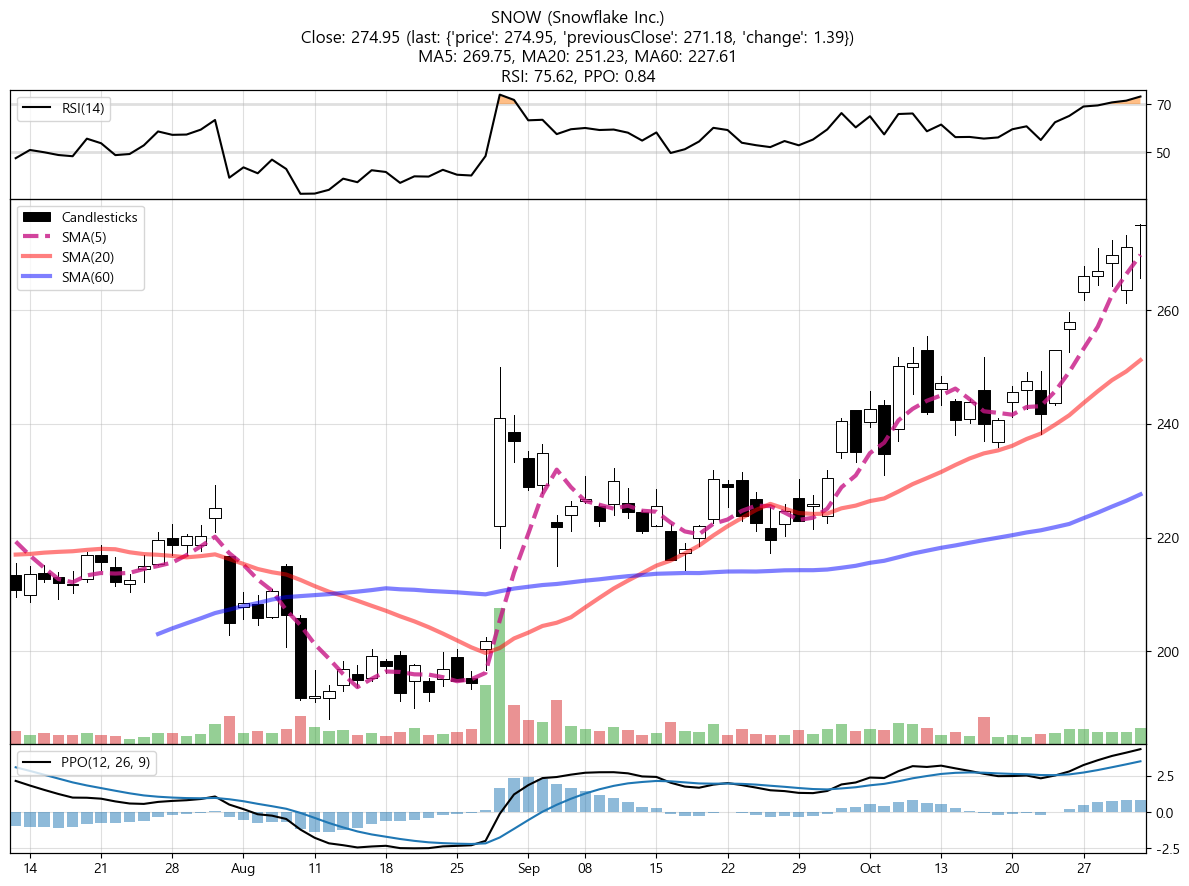 SNOW (Snowflake Inc.)
Close: 274.95 (last: {'price': 274.95, 'previousClose': 271.18, 'change': 1.39})
MA5: 269.75, MA20: 251.23, MA60: 227.61
RSI: 75.62, PPO: 0.84
RSI(14)
70
50
Candlesticks
SMA(5)
SMA(20)
SMA(60)
260
240
220
200
PPO(12, 26, 9)
2.5
0.0
−2.5
14 21 28 Aug 11 18 25 Sep 08 15 22 29 Oct 13 20 27